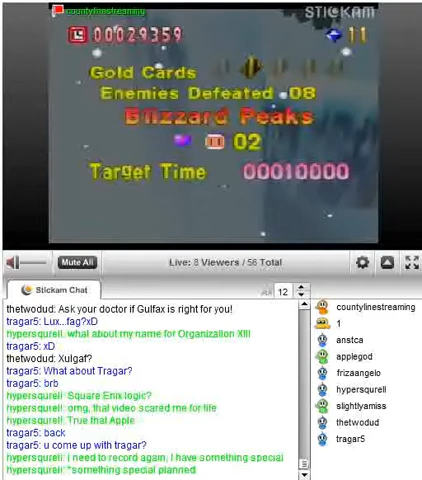 countylinestreaming
STICKAM
00029359
11
Gold Cards
Enemies Defeated 08
Blizzard Peaks
02
Target Time 00010000
Mute All
Live: 8 Viewers / 56 Total
Stickam Chat
12
thetwodud: Ask your doctor if Gulfax is right for you!
tragar5: Lux...fag?xD
hypersqurell: what about my name for Organization XIII
tragar5: xD
thetwodud: Xulgaf?
tragar5: What about Tragar?
tragar5: brb
hypersqurell: Square Enix logic?
hypersqurell: omg, that video scared me for life
hypersqurell: True that Apple
tragar5: back
tragar5: u come up with tragar?
hypersqurell: I need to record again, I have something special
hypersqurell: *something special planned
countylinestreaming
1
anstca
applegod
frizaangelo
hypersqurell
slightlyamiss
thetwodud
tragar5